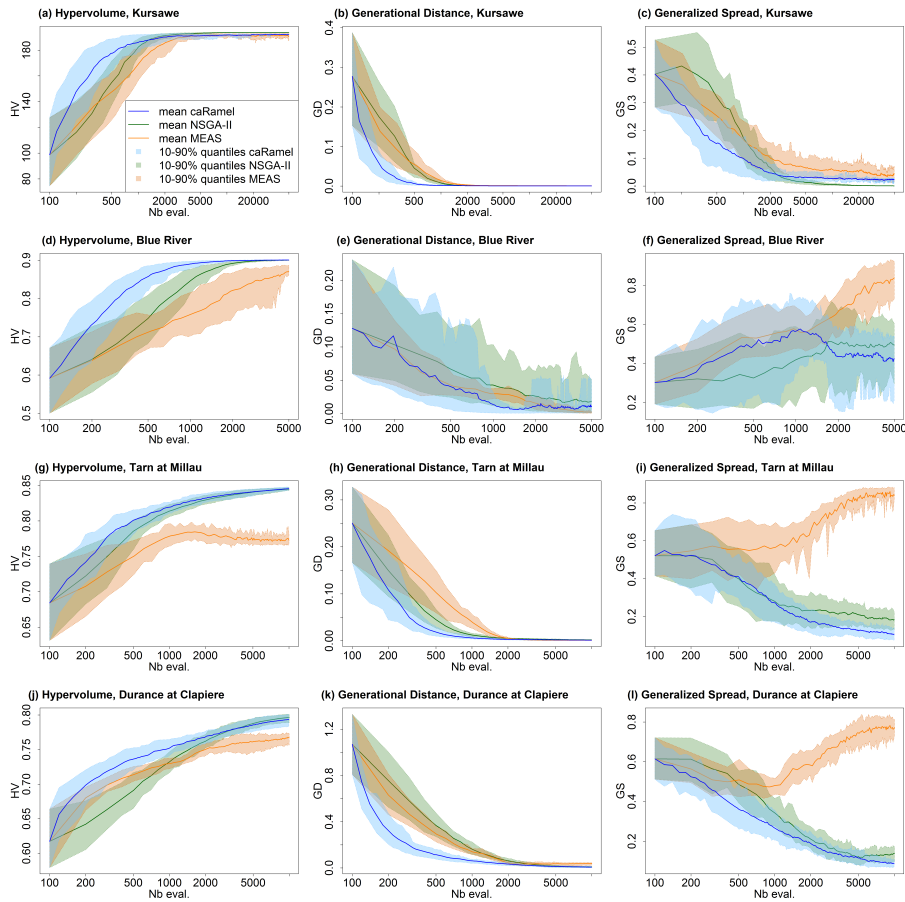 (a) Hypervolume, Kursawe
(b) Generational Distance, Kursawe
(c) Generalized Spread, Kursawe
HV
80
100
140
180
mean caRamel
mean NSGA-II
mean MEAS
10-90% quantiles caRamel
10-90% quantiles NSGA-II
10-90% quantiles MEAS
100 500 2000 5000 20000
Nb eval.
GD
0.0
0.1
0.2
0.3
0.4
100 500 2000 5000 20000
Nb eval.
GS
0.0
0.1
0.2
0.3
0.4
0.5
100 500 2000 5000 20000
Nb eval.
(d) Hypervolume, Blue River
(e) Generational Distance, Blue River
(f) Generalized Spread, Blue River
HV
0.5
0.6
0.7
0.8
0.9
100 200 500 1000 2000 5000
Nb eval.
GD
0.00
0.05
0.10
0.15
0.20
100 200 500 1000 2000 5000
Nb eval.
GS
0.2
0.4
0.6
0.8
100 200 500 1000 2000 5000
Nb eval.
(g) Hypervolume, Tarn at Millau
(h) Generational Distance, Tarn at Millau
(i) Generalized Spread, Tarn at Millau
HV
0.65
0.70
0.75
0.80
0.85
100 200 500 1000 2000 5000
Nb eval.
GD
0.00
0.10
0.20
0.30
100 200 500 1000 2000 5000
Nb eval.
GS
0.2
0.4
0.6
0.8
100 200 500 1000 2000 5000
Nb eval.
(j) Hypervolume, Durance at Clapiere
(k) Generational Distance, Durance at Clapiere
(l) Generalized Spread, Durance at Clapiere
HV
0.60
0.65
0.70
0.75
0.80
100 200 500 1000 2000 5000
Nb eval.
GD
0.0
0.4
0.8
1.2
100 200 500 1000 2000 5000
Nb eval.
GS
0.2
0.4
0.6
0.8
100 200 500 1000 2000 5000
Nb eval.